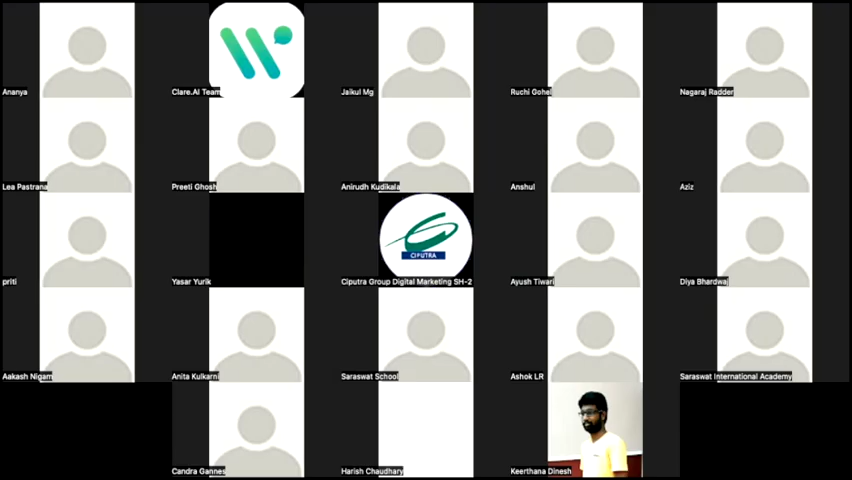 Ananya
Clare.AI Team
Jaikul Mg
Ruchi Gohel
Nagaraj Radder
Lea Pastrana
Preeti Ghosh
Anirudh Kudikala
Anshul
Aziz
priti
Yasar Yurik
CIPUTRA
Ciputra Group Digital Marketing SH-2
Ayush Tiwari
Diya Bhardwaj
Aakash Nigam
Anita Kulkarni
Saraswat School
Ashok LR
Saraswat International Academy
Candra Gannes
Harish Chaudhary
Keerthana Dinesh